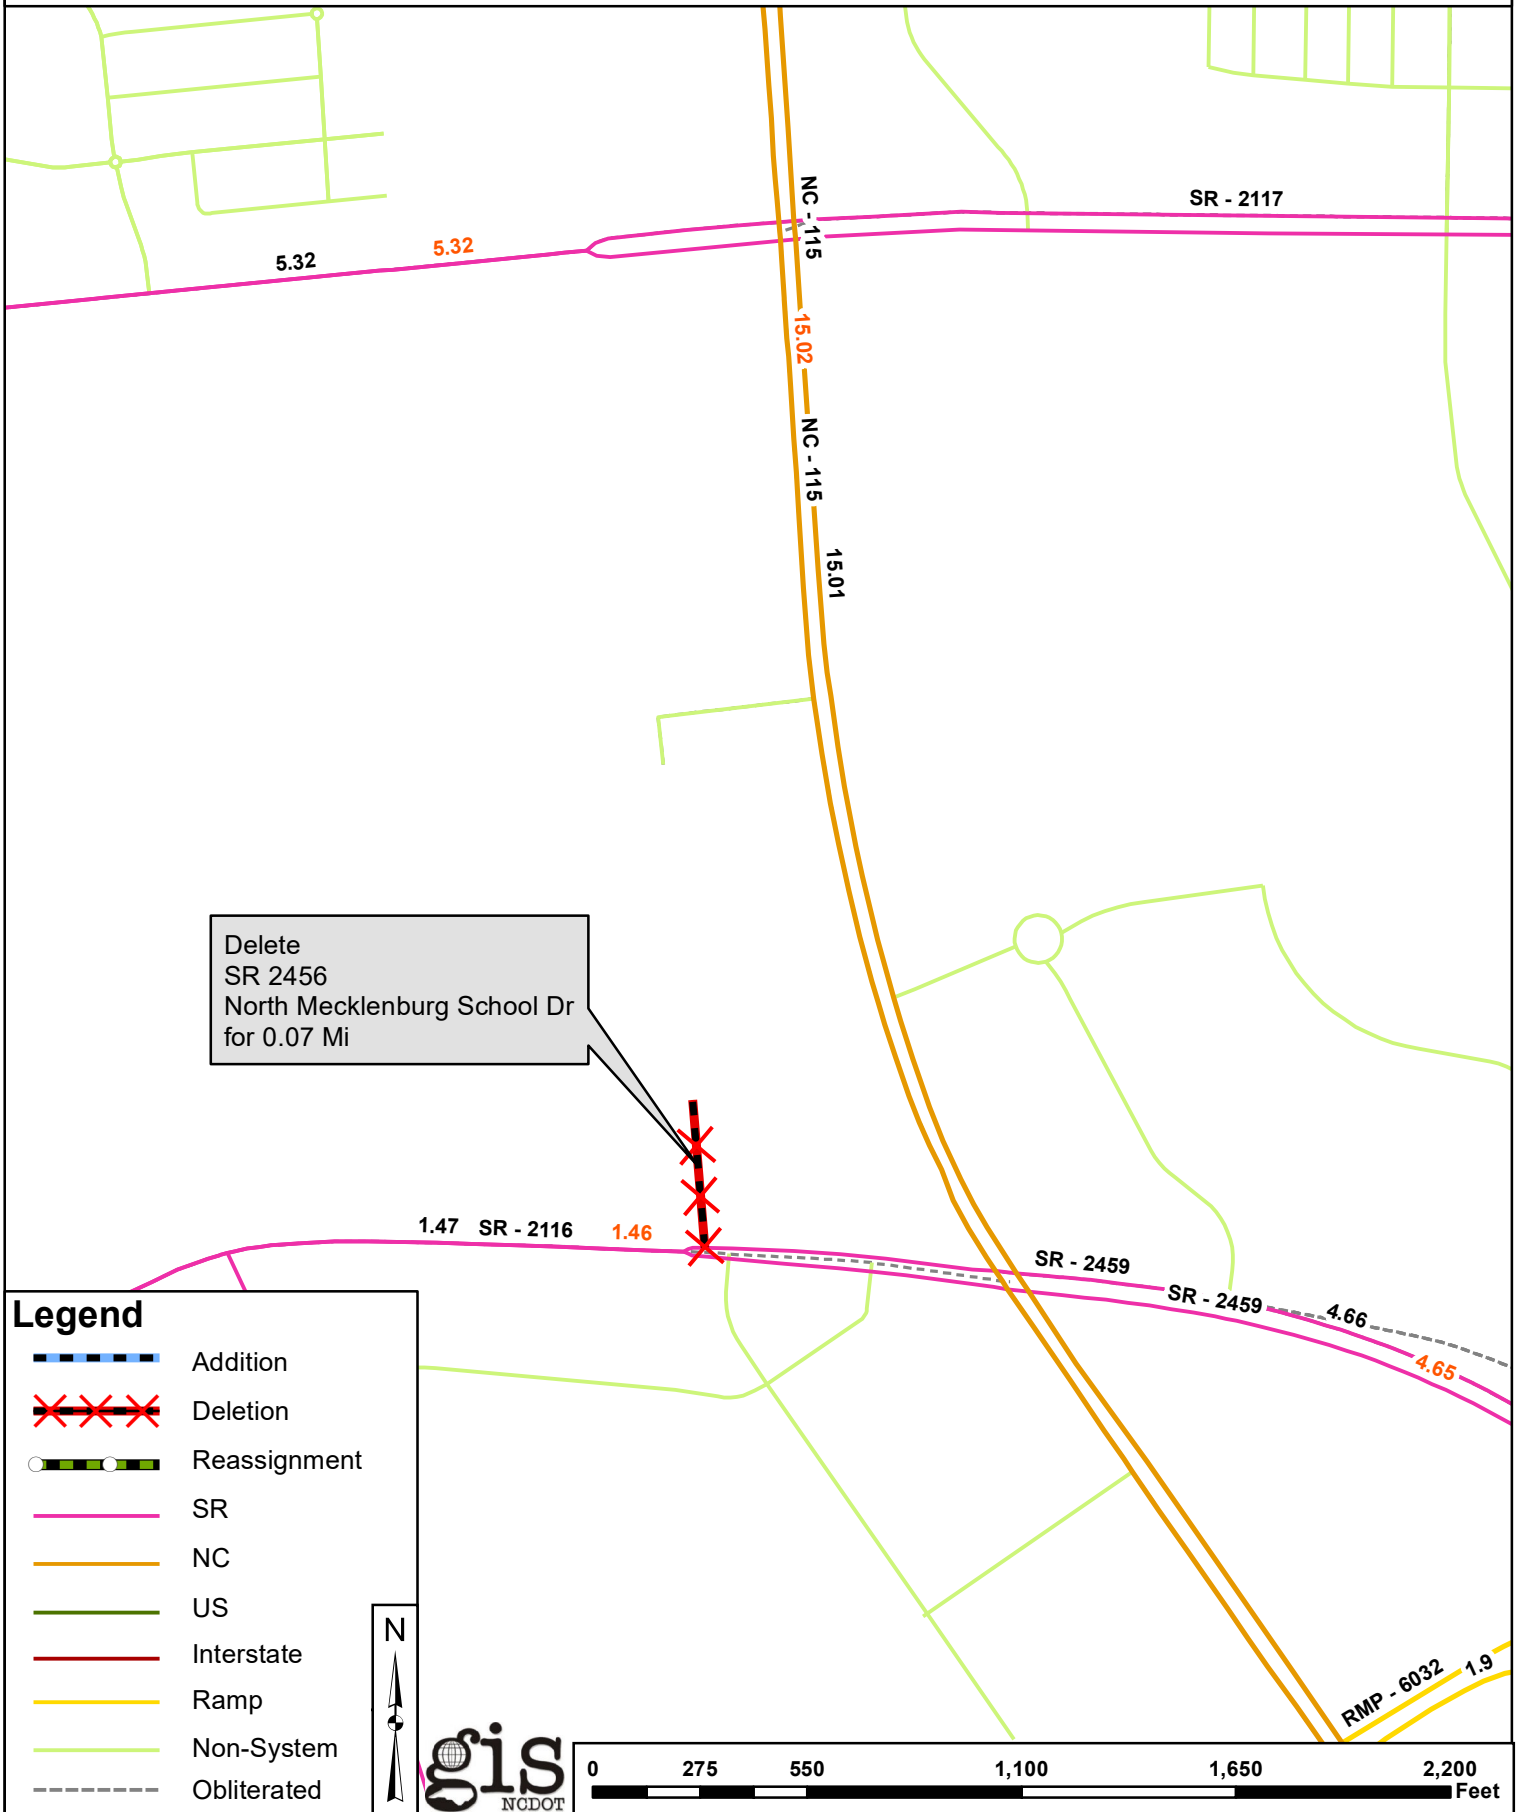 NC - 115
SR - 2117
5.32
5.32
15.02
NC - 115
15.01
Delete
SR 2456
North Mecklenburg School Dr
for 0.07 Mi
1.47
SR - 2116
1.46
SR - 2459
SR - 2459
4.66
4.65
Legend
Addition
Deletion
Reassignment
SR
NC
US
Interstate
Ramp
Non-System
Obliterated
N
gis
NCDOT
RMP - 6032
1.9
0 275 550 1,100 1,650 2,200
Feet